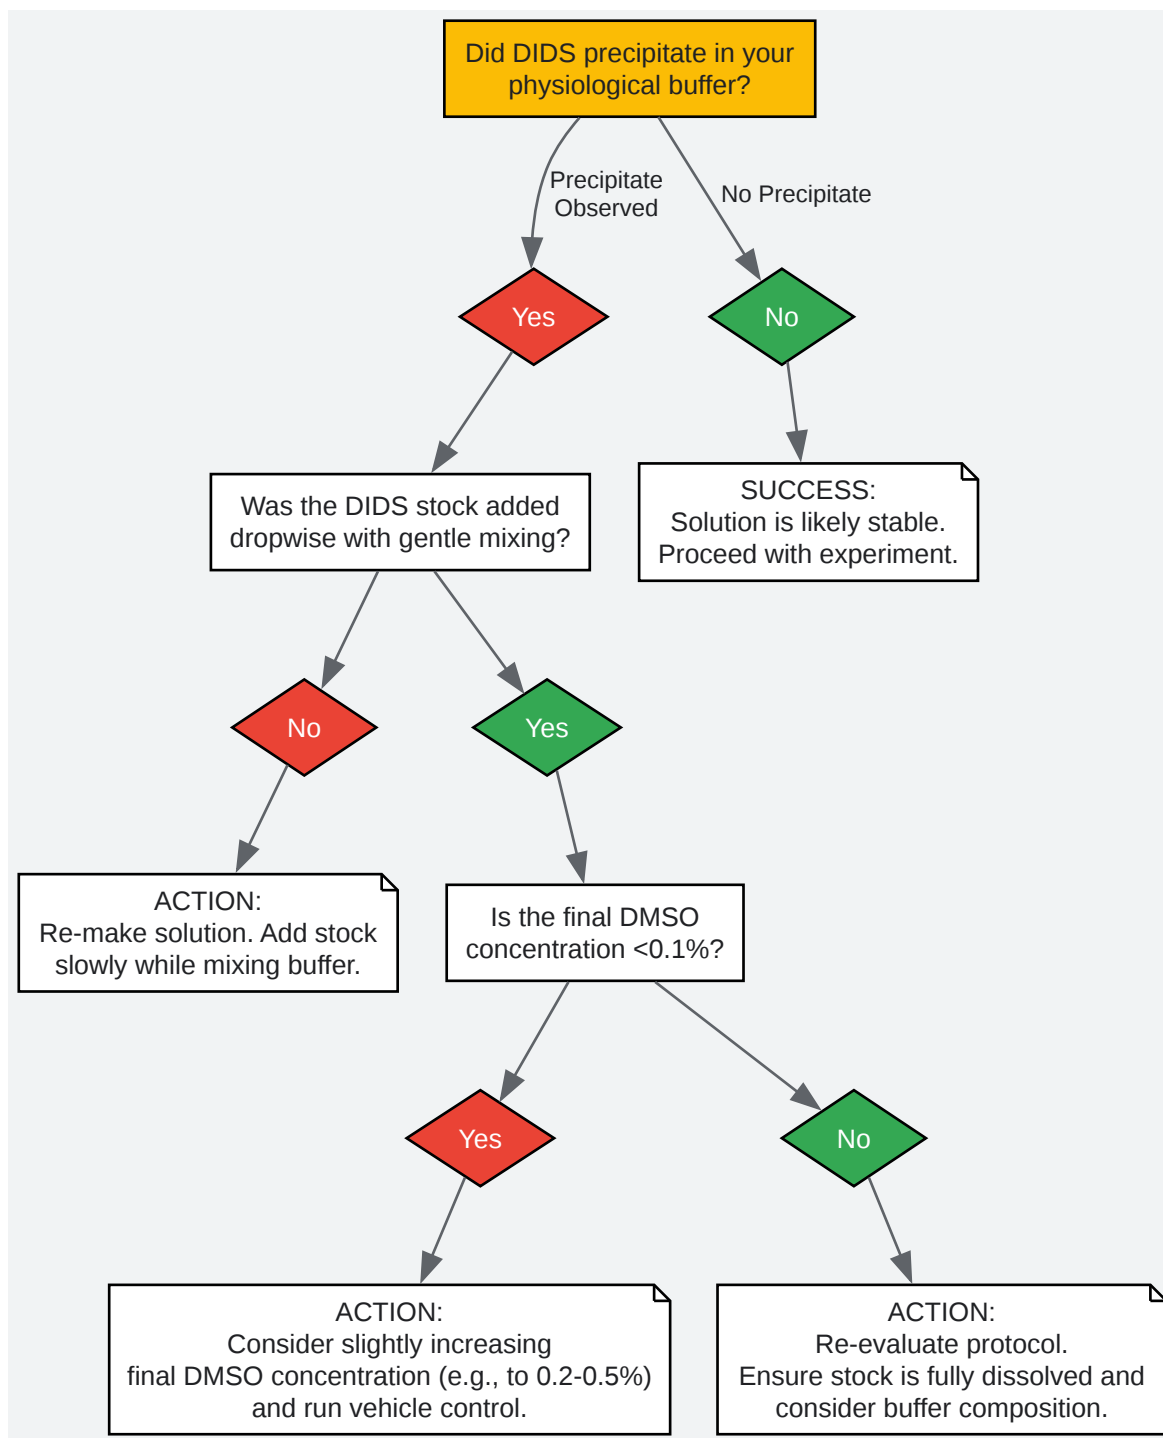 Did DIDS precipitate in your
physiological buffer?
Precipitate
Observed
No Precipitate
Yes
No
Was the DIDS stock added
dropwise with gentle mixing?
SUCCESS:
Solution is likely stable.
Proceed with experiment.
No
Yes
ACTION:
Re-make solution. Add stock
slowly while mixing buffer.
Is the final DMSO
concentration <0.1%?
Yes
No
ACTION:
Consider slightly increasing
final DMSO concentration (e.g., to 0.2-0.5%)
and run vehicle control.
ACTION:
Re-evaluate protocol.
Ensure stock is fully dissolved and
consider buffer composition.